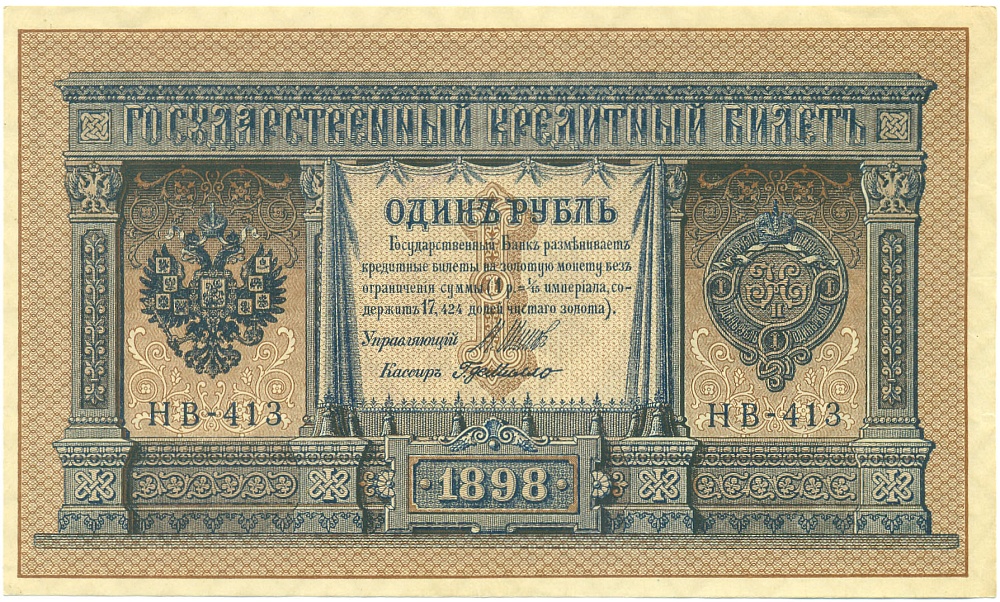 ГОСУДАРСТВЕННЫЙ КРЕДИТНЫЙ БИЛЕТЪ
ОДИНЪ РУБЛЬ
Государственный Банкъ размѣниваетъ
кредитные билеты на золотую монету безъ
ограниченія суммы (1 р.= 1/15 имперіала, со-
держитъ 17,424 долей чистаго золота).
Управляющій
Кассиръ
НВ-413
НВ-413
1898